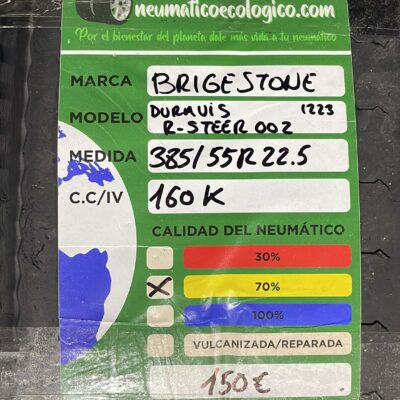 neumaticoecologico.com
Por el bienestar del planeta dale más vida a tu neumático
MARCA BRIGESTONE
MODELO DURAVIS 1223
R-STEER 002
MEDIDA 385/55R22.5
C.C/IV 160K
CALIDAD DEL NEUMÁTICO
30%
X 70%
100%
VULCANIZADA/REPARADA
150€